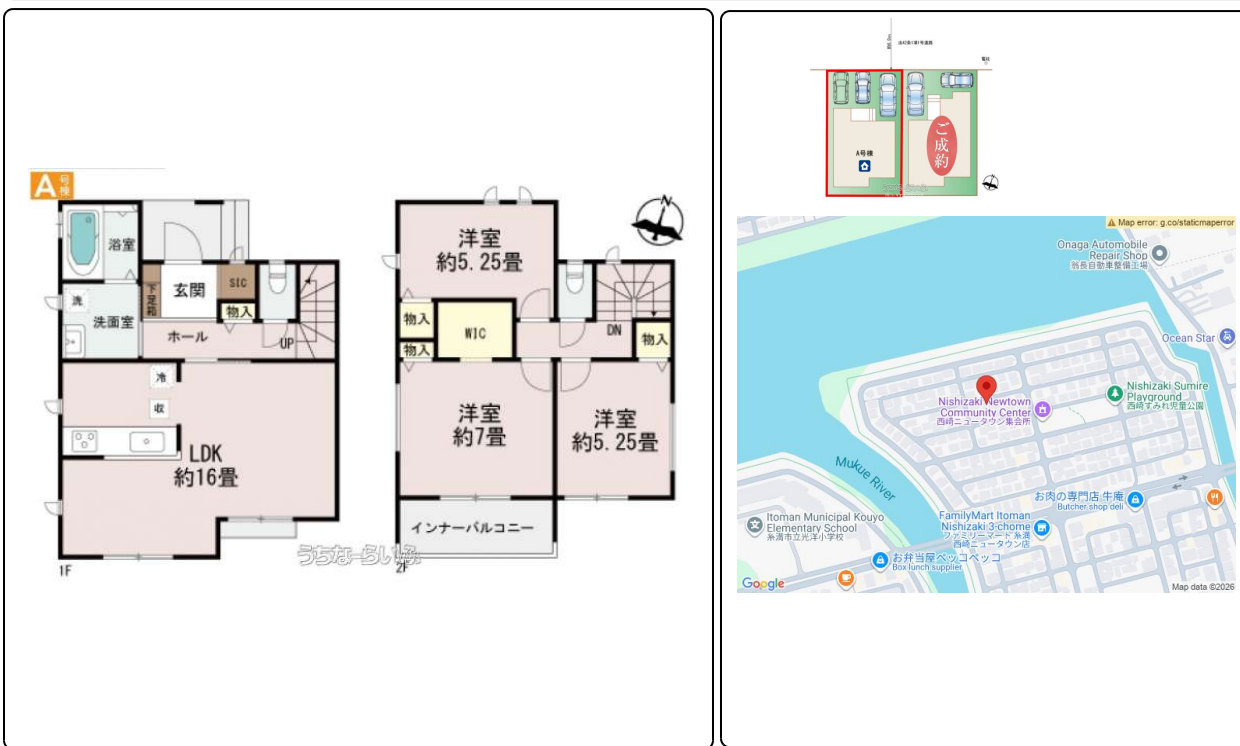 A号棟
浴室
洗
洗面室
下足箱
玄関
SIC
物入
ホール
UP
冷
収
LDK
約16畳
1F
洋室
約5.25畳
N
物入
WIC
物入
DN
物入
洋室
約7畳
洋室
約5.25畳
インナーバルコニー
2F
うちなーらいふ
A号棟
ご成約
Map error: g.co/staticmaperror
Onaga Automobile
Repair Shop
翁長自動車整備工場
Ocean Star
Nishizaki Sumire
Playground
西崎すみれ児童公園
Nishizaki Newtown
Community Center
西崎ニュータウン集会所
Mukue River
お肉の専門店 牛庵
Butcher shop deli
Itoman Municipal Kouyo
Elementary School
糸満市立光洋小学校
FamilyMart Itoman
Nishizaki 3-chome
ファミリーマート 糸満
西崎ニュータウン店
お弁当屋ペッコペッコ
Box lunch supplier
Google
Map data ©2026